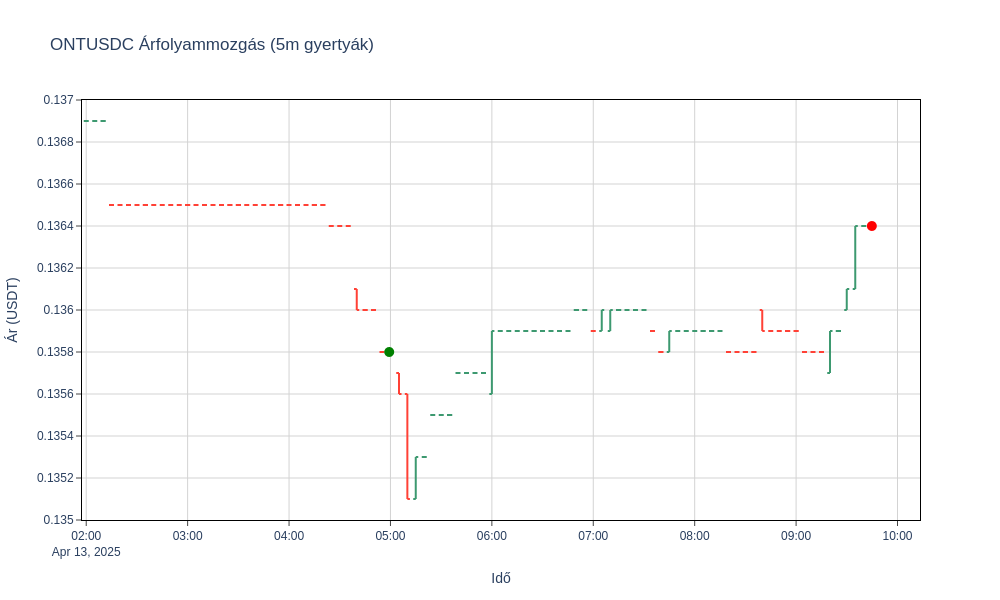 ONTUSDC Árfolyammozgás (5m gyertyák)
0.137
0.1368
0.1366
0.1364
0.1362
0.136
0.1358
0.1356
0.1354
0.1352
0.135
Ár (USDT)
02:00 03:00 04:00 05:00 06:00 07:00 08:00 09:00 10:00
Apr 13, 2025
Idő